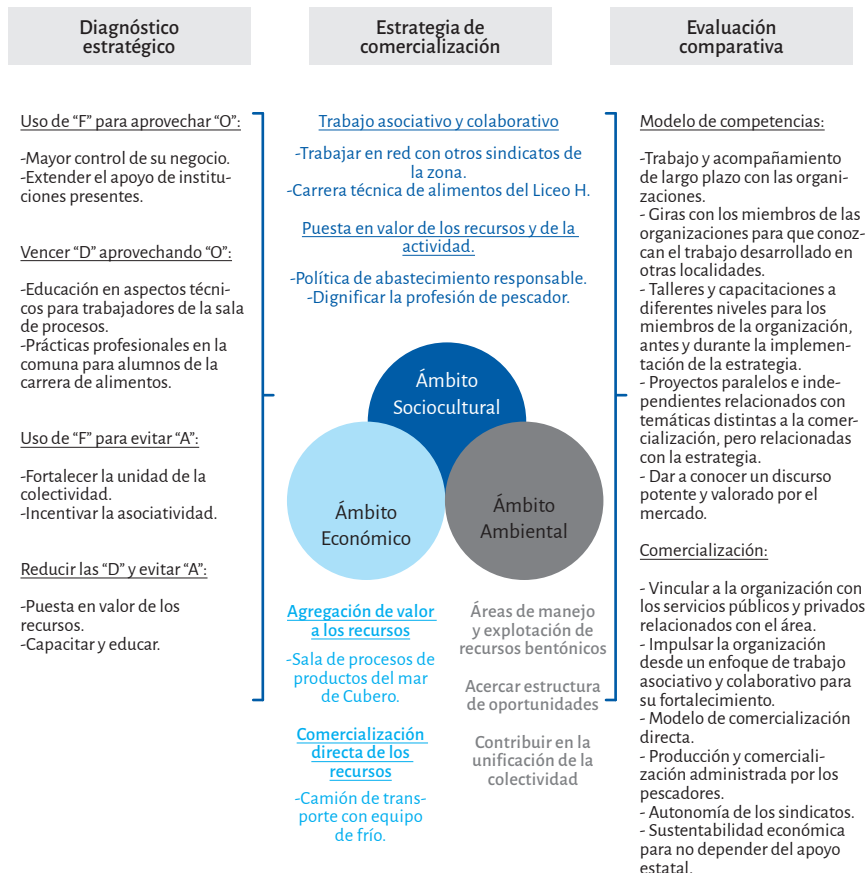 Diagnóstico
estratégico
Estrategia de
comercialización
Evaluación
comparativa
Uso de “F” para aprovechar “O”:
-Mayor control de su negocio.
-Extender el apoyo de institu-
ciones presentes.
Vencer “D” aprovechando “O”:
-Educación en aspectos técni-
cos para trabajadores de la sala
de procesos.
-Prácticas profesionales en la
comuna para alumnos de la
carrera de alimentos.
Uso de “F” para evitar “A”:
-Fortalecer la unidad de la
colectividad.
-Incentivar la asociatividad.
Reducir las “D” y evitar “A”:
-Puesta en valor de los
recursos.
-Capacitar y educar.
Trabajo asociativo y colaborativo
-Trabajar en red con otros sindicatos de
la zona.
-Carrera técnica de alimentos del Liceo H.
Puesta en valor de los recursos y de la
actividad.
-Política de abastecimiento responsable.
-Dignificar la profesión de pescador.
Ámbito
Sociocultural
Ámbito
Económico
Ámbito
Ambiental
Agregación de valor
a los recursos
-Sala de procesos de
productos del mar
de Cubero.
Comercialización
directa de los
recursos
-Camión de trans-
porte con equipo
de frío.
Áreas de manejo
y explotación de
recursos bentónicos
Acercar estructura
de oportunidades
Contribuir en la
unificación de la
colectividad
Modelo de competencias:
-Trabajo y acompañamiento
de largo plazo con las organi-
zaciones.
- Giras con los miembros de las
organizaciones para que conoz-
can el trabajo desarrollado en
otras localidades.
- Talleres y capacitaciones a
diferentes niveles para los
miembros de la organización,
antes y durante la implemen-
tación de la estrategia.
- Proyectos paralelos e inde-
pendientes relacionados con
temáticas distintas a la comer-
cialización, pero relacionadas
con la estrategia.
- Dar a conocer un discurso
potente y valorado por el
mercado.
Comercialización:
- Vincular a la organización con
los servicios públicos y privados
relacionados con el área.
- Impulsar la organización
desde un enfoque de trabajo
asociativo y colaborativo para
su fortalecimiento.
- Modelo de comercialización
directa.
- Producción y comerciali-
zación administrada por los
pescadores.
- Autonomía de los sindicatos.
- Sustentabilidad económica
para no depender del apoyo
estatal.